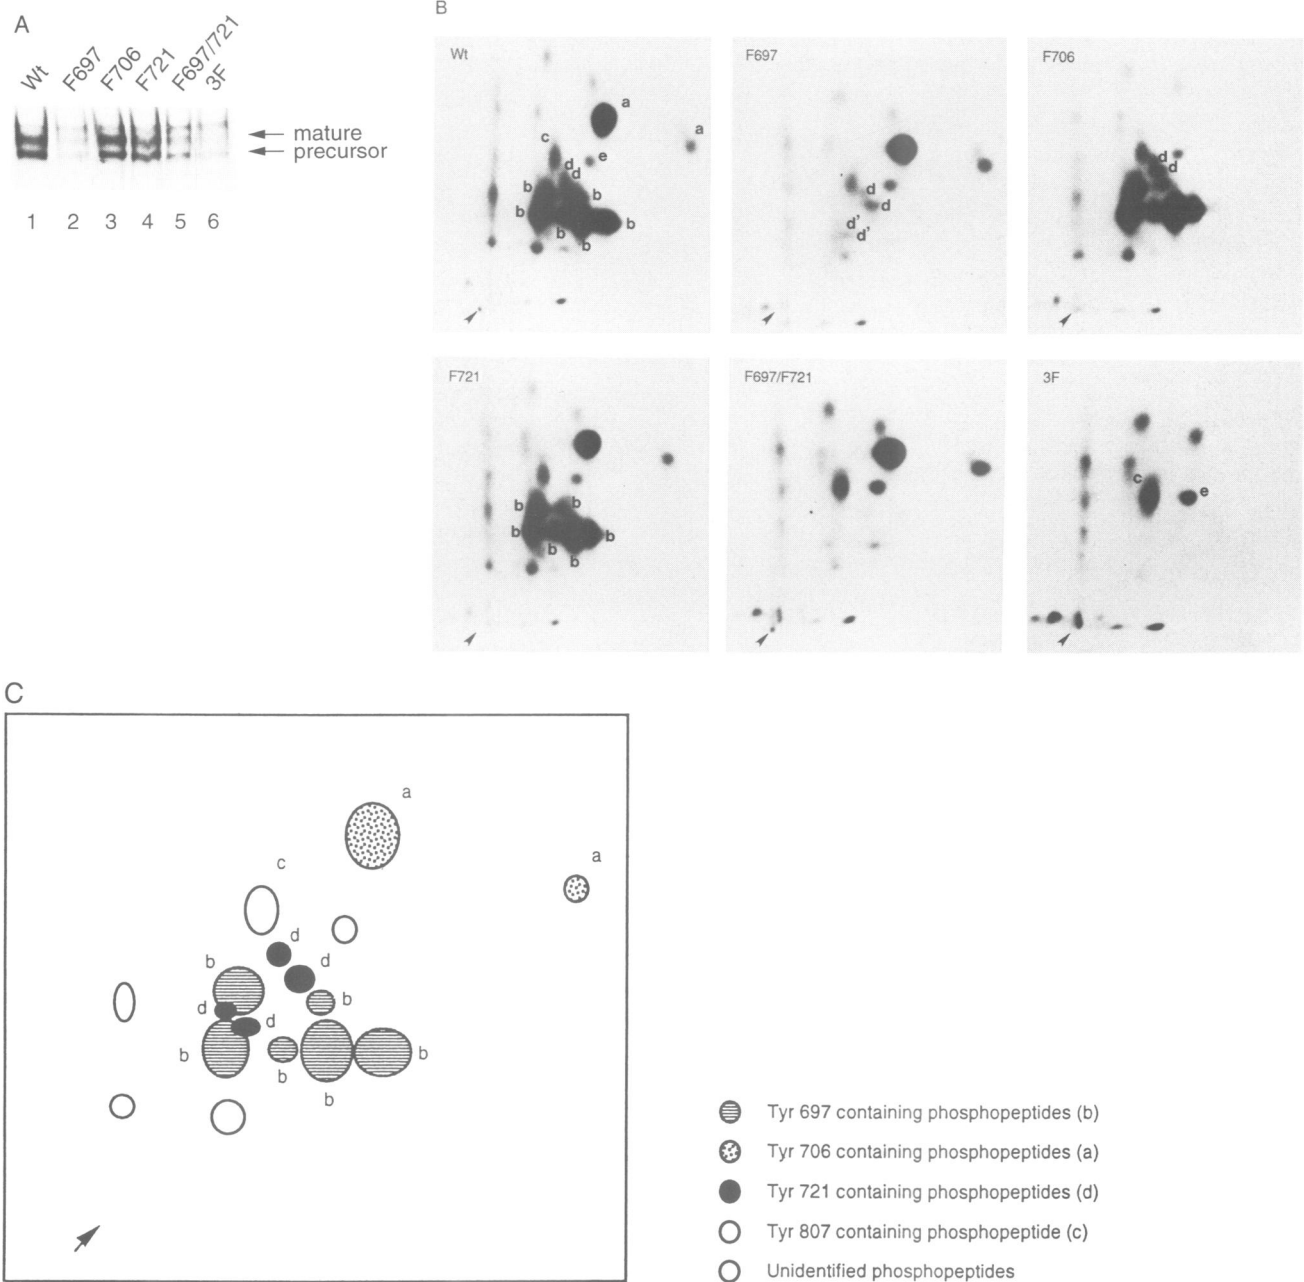 A
Wt
F697
F706
F721
F697/721
3F
mature
precursor
1 2 3 4 5 6
B
Wt
a
a
c
e
d
d
b
b
b
b
b
b
F697
d
d
d'
d'
F706
d
d
F721
b
b
b
b
b
b
F697/F721
3F
c
e
C
a
a
c
d
d
b
b
d
d
b
b
b
b
Tyr 697 containing phosphopeptides (b)
Tyr 706 containing phosphopeptides (a)
Tyr 721 containing phosphopeptides (d)
Tyr 807 containing phosphopeptide (c)
Unidentified phosphopeptides